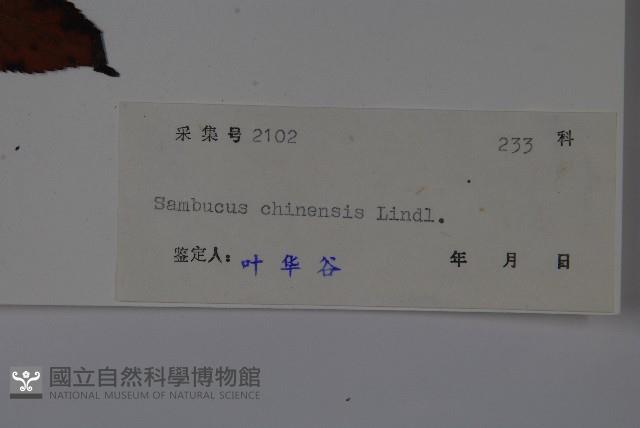 采集号 2102 233 科
Sambucus chinensis Lindl.
鉴定人: 叶华谷 年 月 日
國立自然科學博物館
NATIONAL MUSEUM OF NATURAL SCIENCE